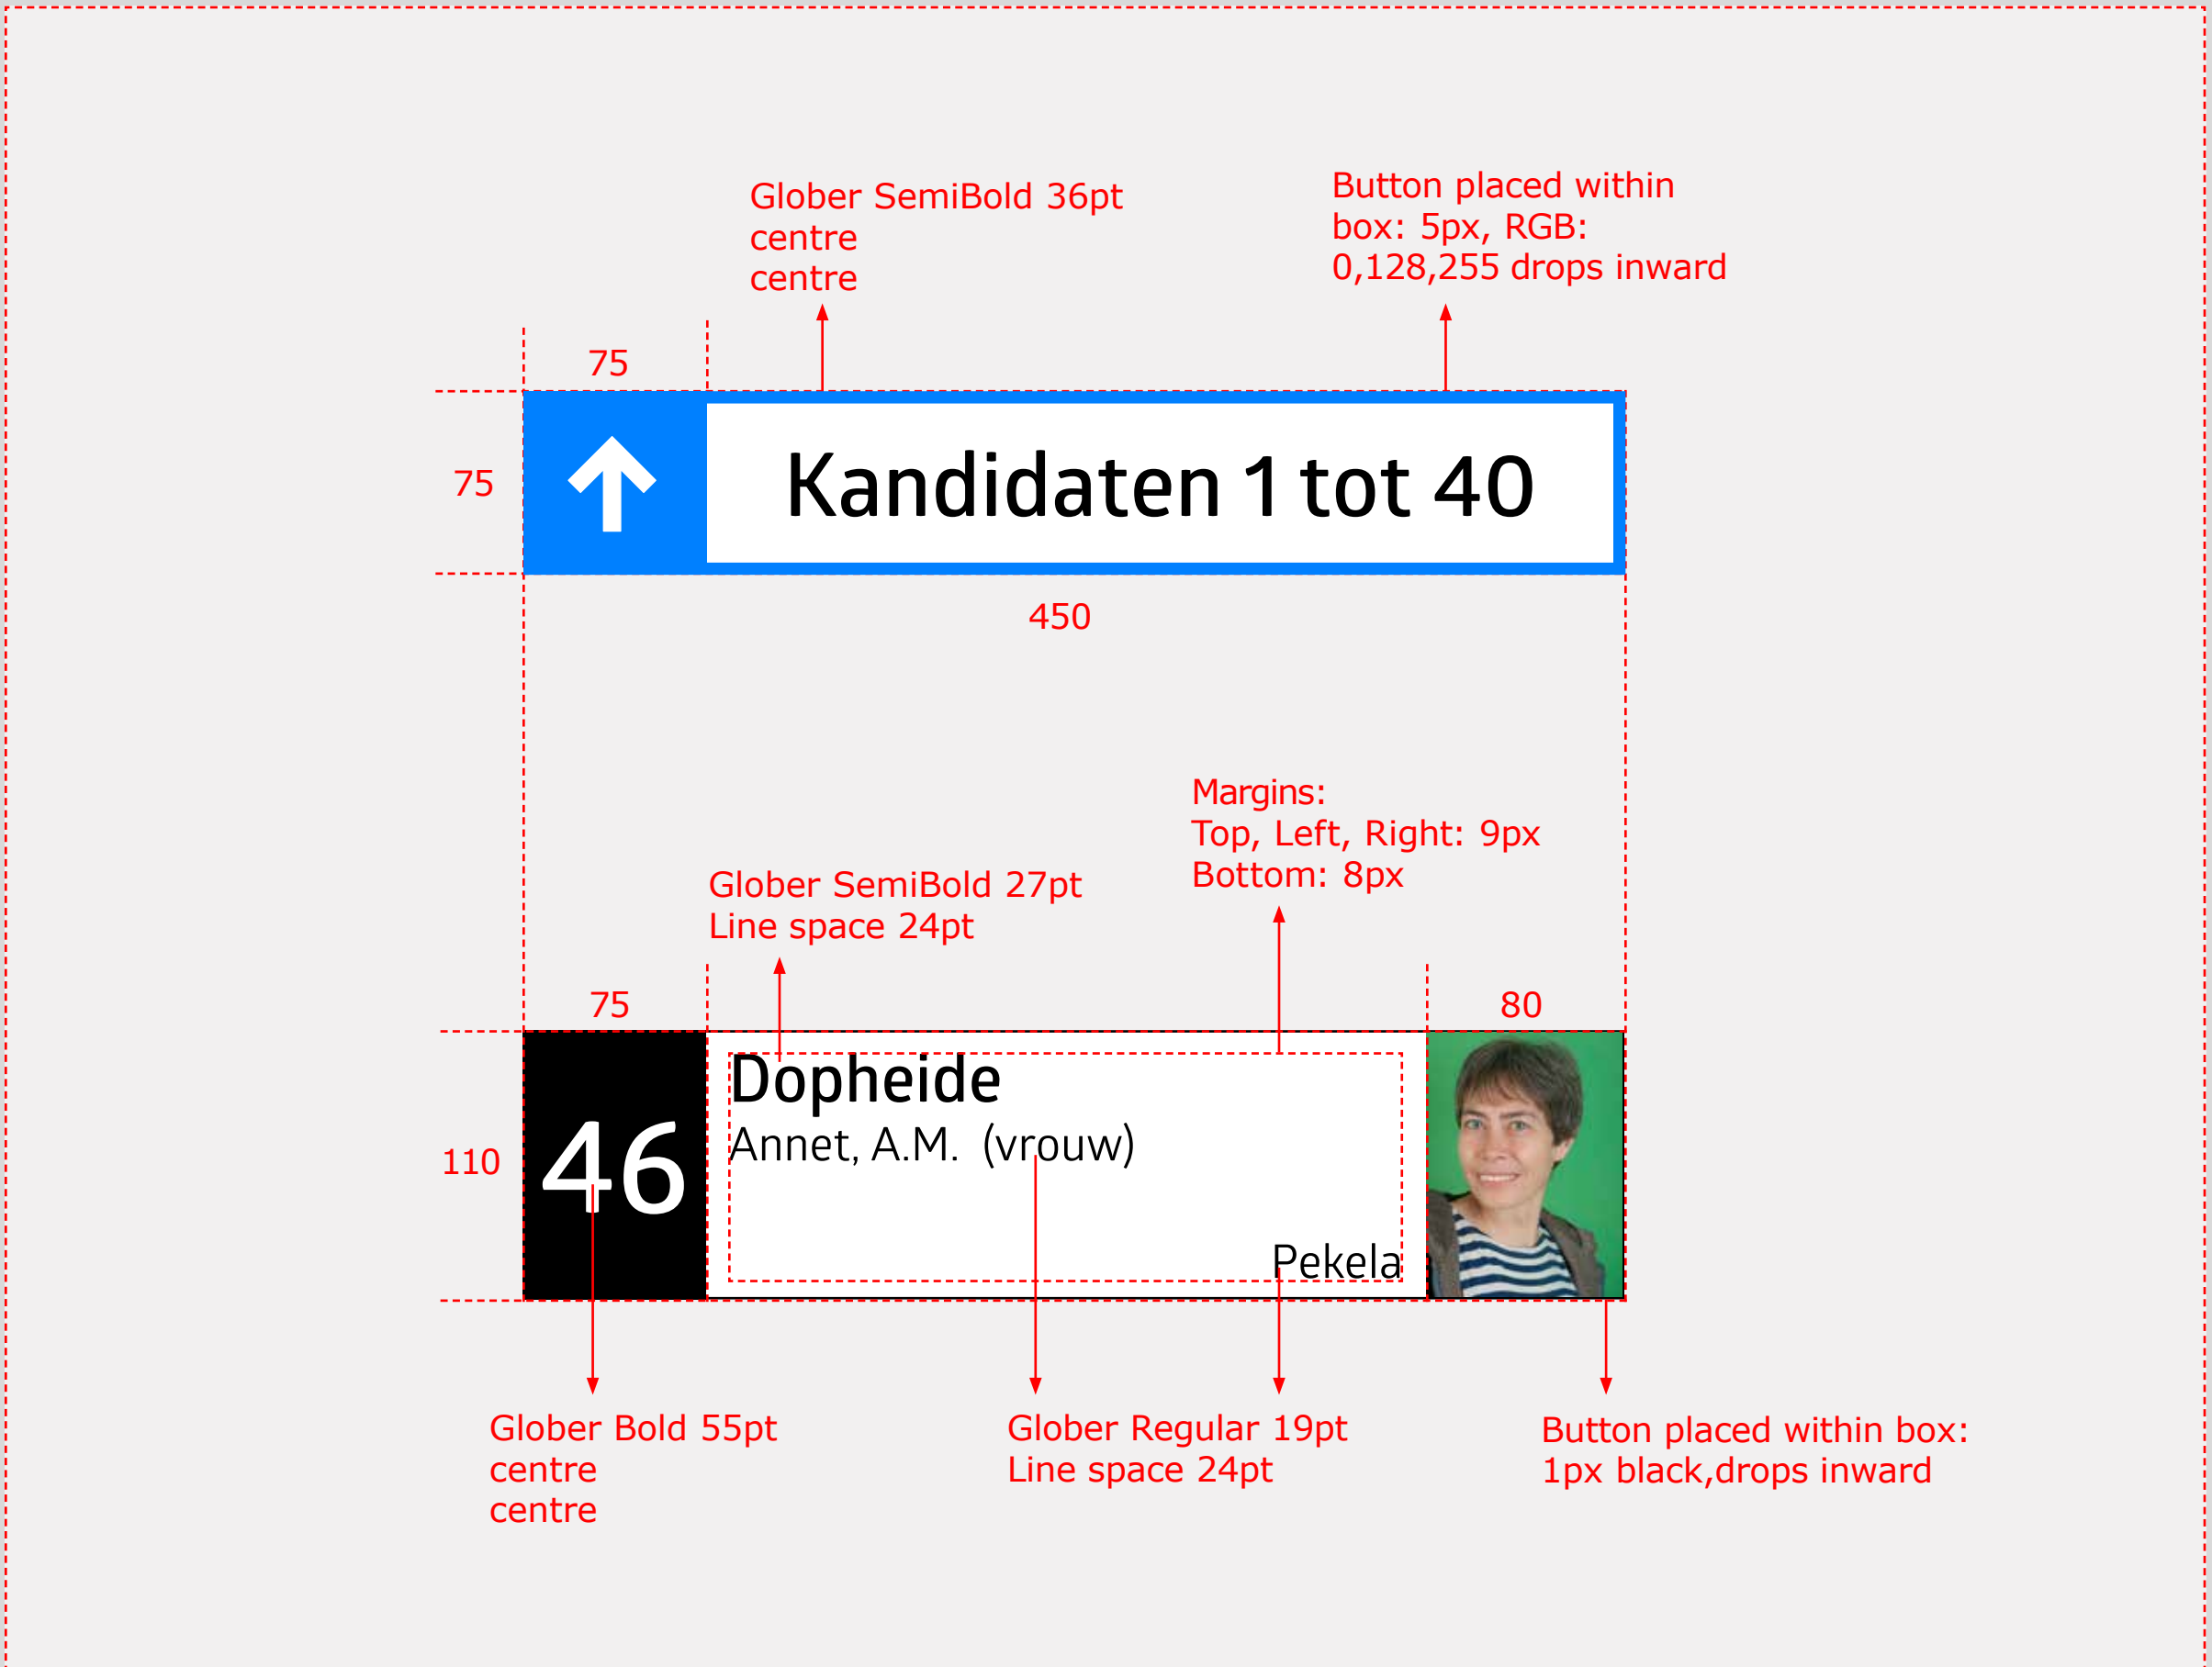 Glober SemiBold 36pt
centre
centre
Button placed within
box: 5px, RGB:
0,128,255 drops inward
75
75
Kandidaten 1 tot 40
450
Margins:
Top, Left, Right: 9px
Bottom: 8px
Glober SemiBold 27pt
Line space 24pt
75
80
110
46
Dopheide
Annet, A.M. (vrouw)
Pekela
Glober Bold 55pt
centre
centre
Glober Regular 19pt
Line space 24pt
Button placed within box:
1px black,drops inward